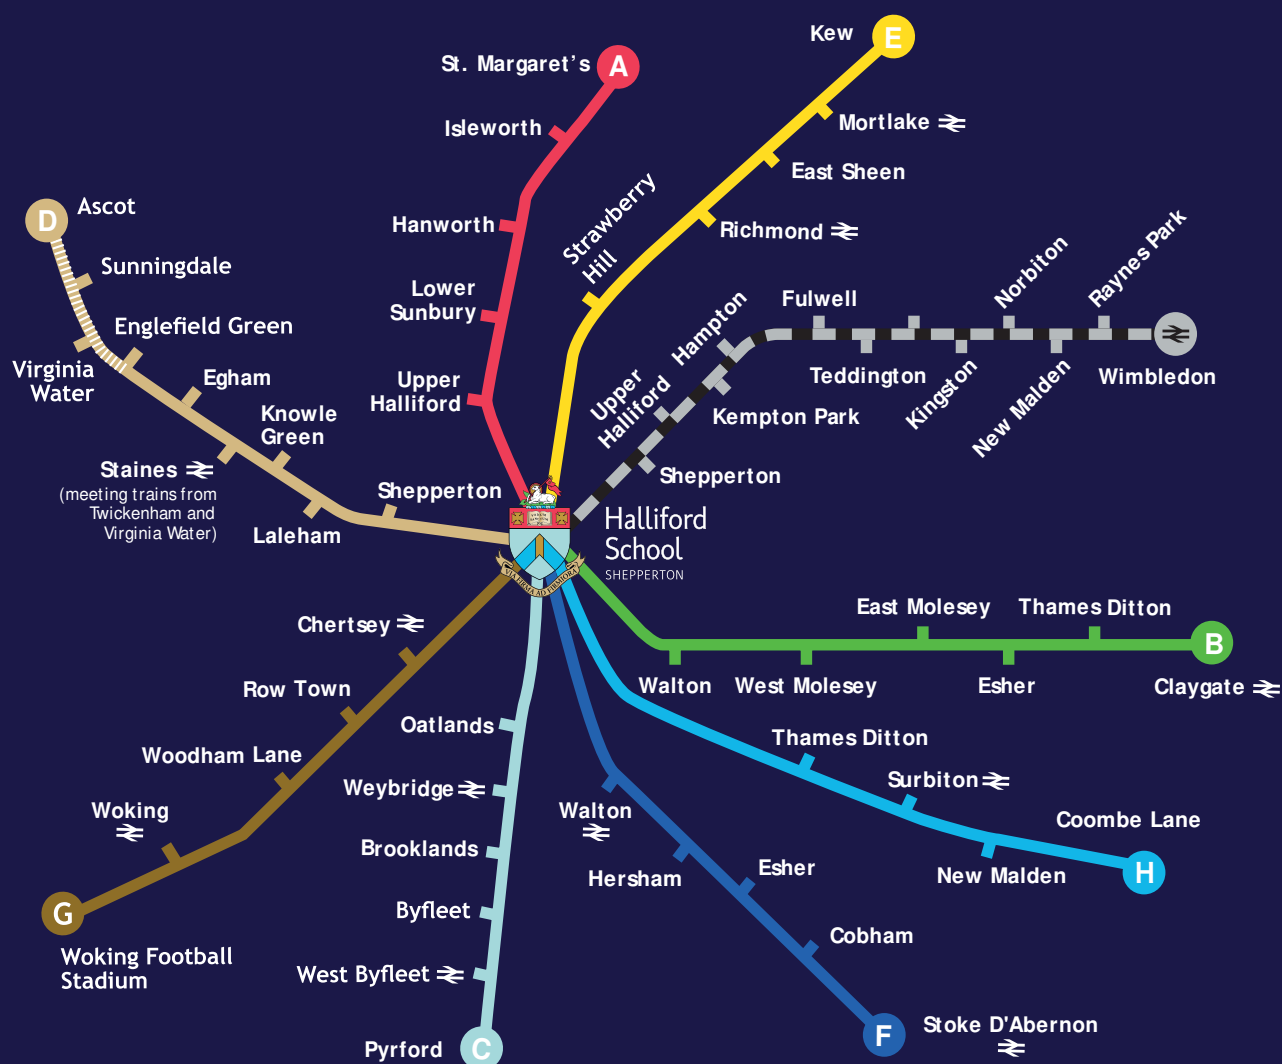 Kew
E
St. Margaret's
A
Isleworth
Mortlake
East Sheen
Strawberry
Hill
Richmond
D
Ascot
Hanworth
Sunningdale
Lower
Sunbury
Englefield Green
Virginia
Water
Egham
Upper
Halliford
Knowle
Green
Staines
(meeting trains from
Twickenham and
Virginia Water)
Laleham
Shepperton
Upper
Halliford
Hampton
Fulwell
Norbiton
Raynes Park
Teddington
Kingston
New Malden
Wimbledon
Kempton Park
Shepperton
Halliford
School
SHEPPERTON
VIA FIRMA AD FIRMIORA
Chertsey
Row Town
Woodham Lane
Woking
G
Woking Football
Stadium
Oatlands
Weybridge
Brooklands
Byfleet
West Byfleet
Pyrford
C
East Molesey
Thames Ditton
B
Walton
West Molesey
Esher
Claygate
Thames Ditton
Surbiton
Coombe Lane
New Malden
H
Walton
Hersham
Esher
Cobham
F
Stoke D'Abernon